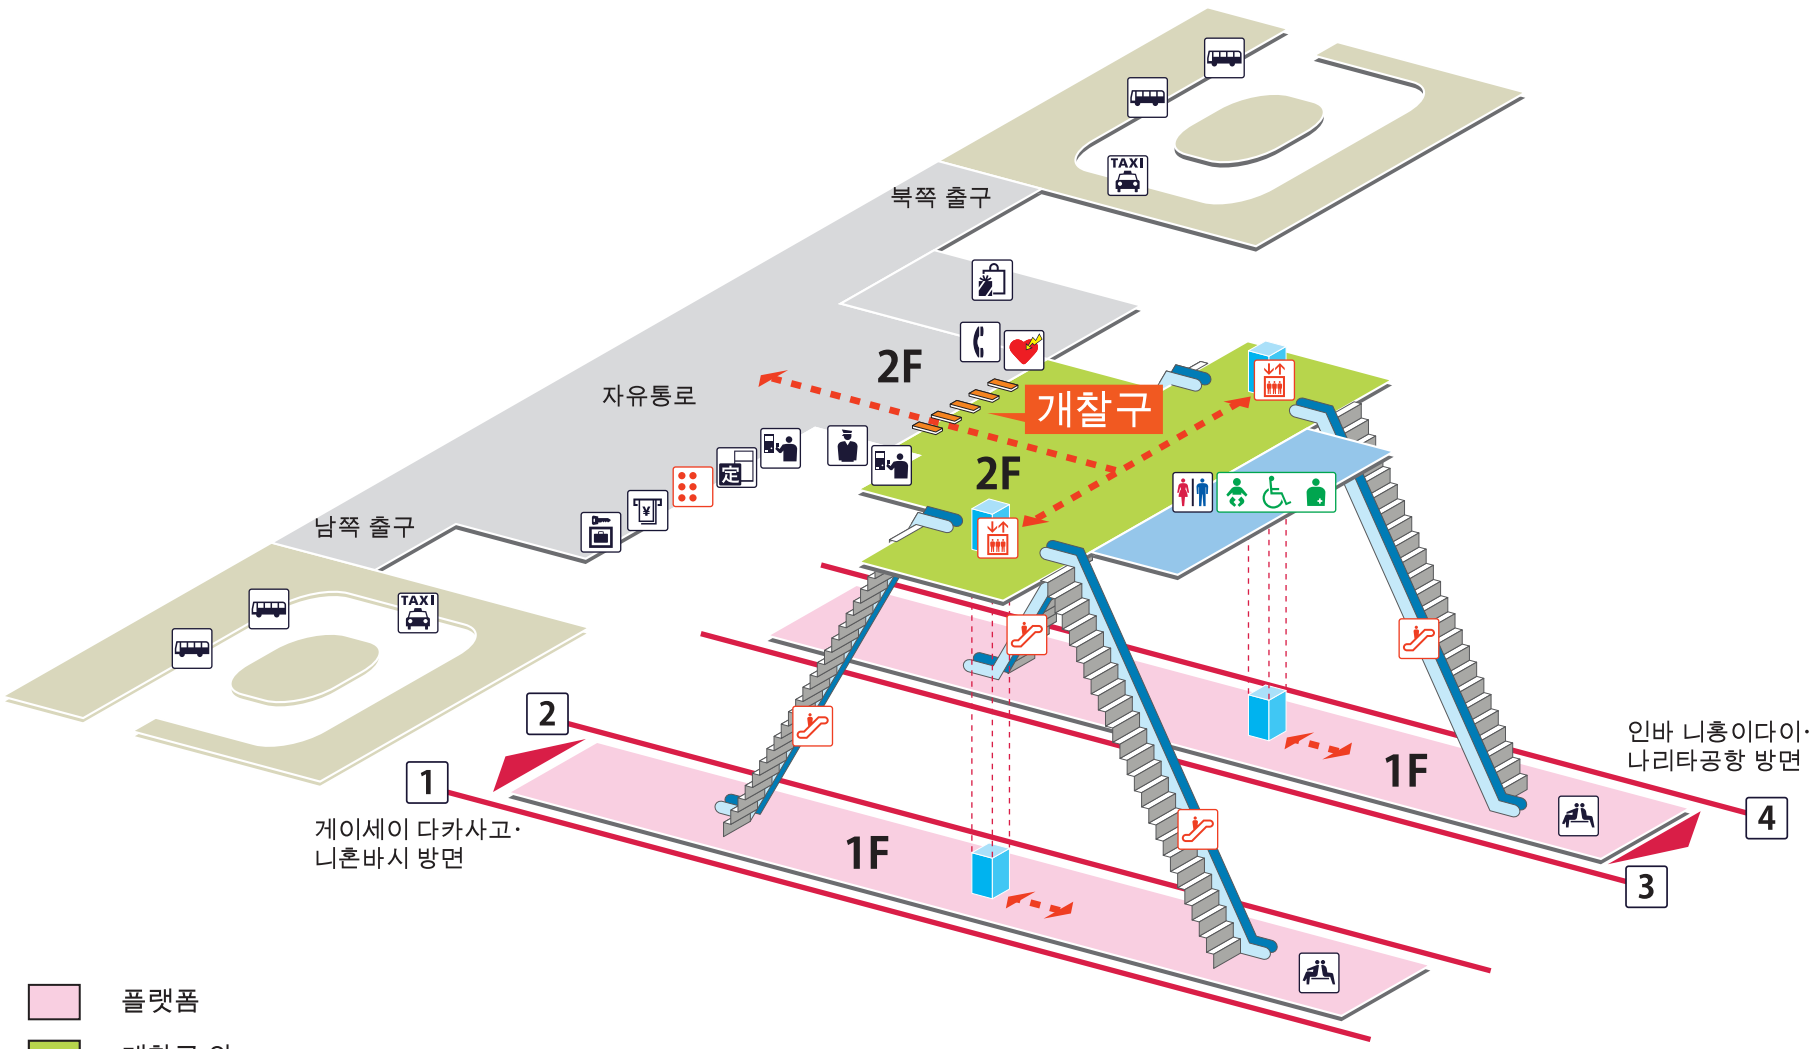 TAXI
북쪽 출구
2F
자유통로
개찰구
2F
定
¥
남쪽 출구
TAXI
2
1
게이세이 다카사고·
니혼바시 방면
1F
1F
인바 니홍이다이·
나리타공항 방면
4
3
플랫폼